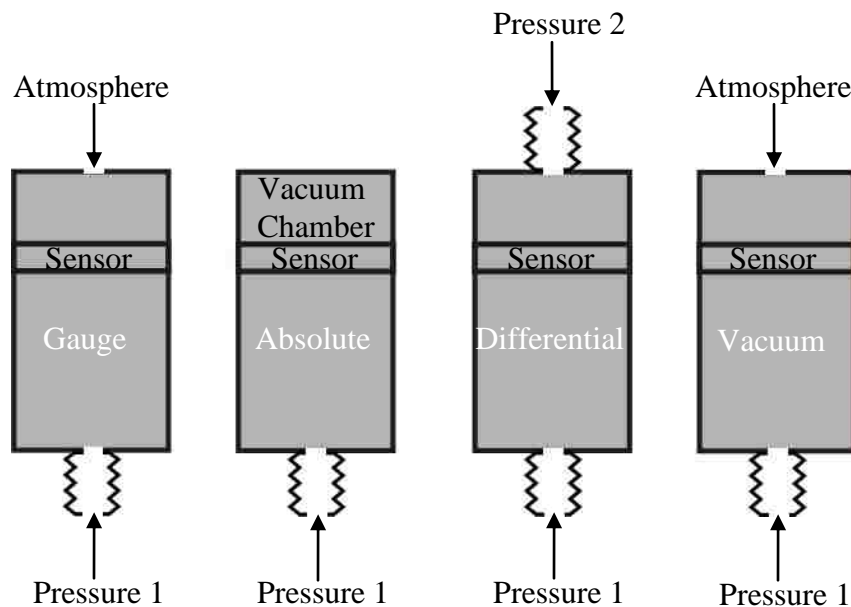 Pressure 2
Atmosphere
Atmosphere
Vacuum
Chamber
Sensor
Sensor
Sensor
Sensor
Gauge
Absolute
Differential
Vacuum
Pressure 1
Pressure 1
Pressure 1
Pressure 1